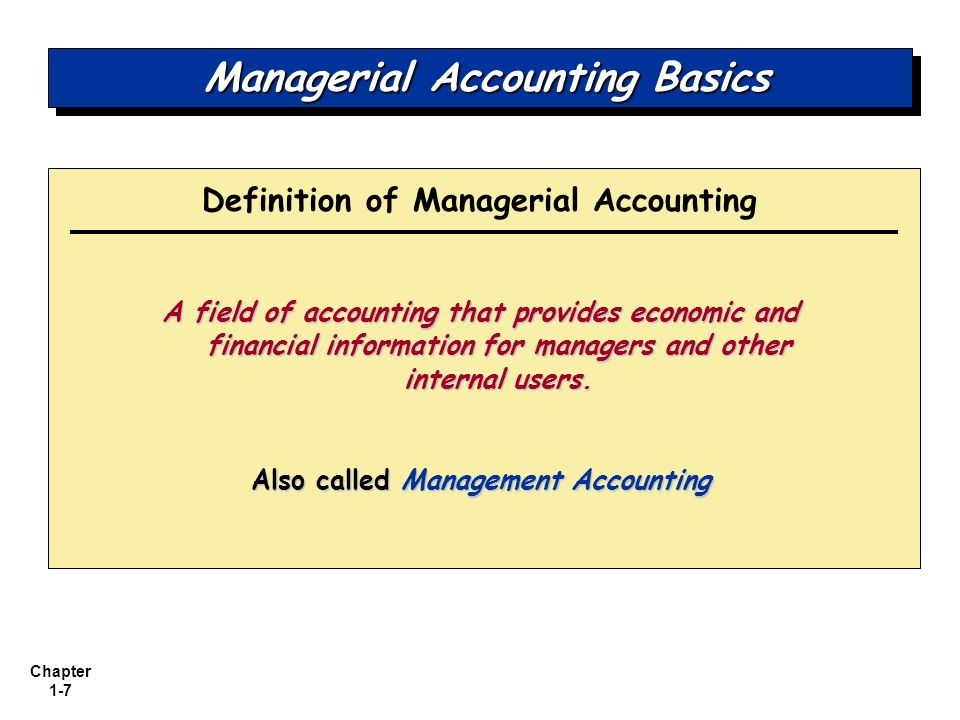 Managerial Accounting Basics
Definition of Managerial Accounting
A field of accounting that provides economic and
financial information for managers and other
internal users.
Also called Management Accounting
Chapter
1-7